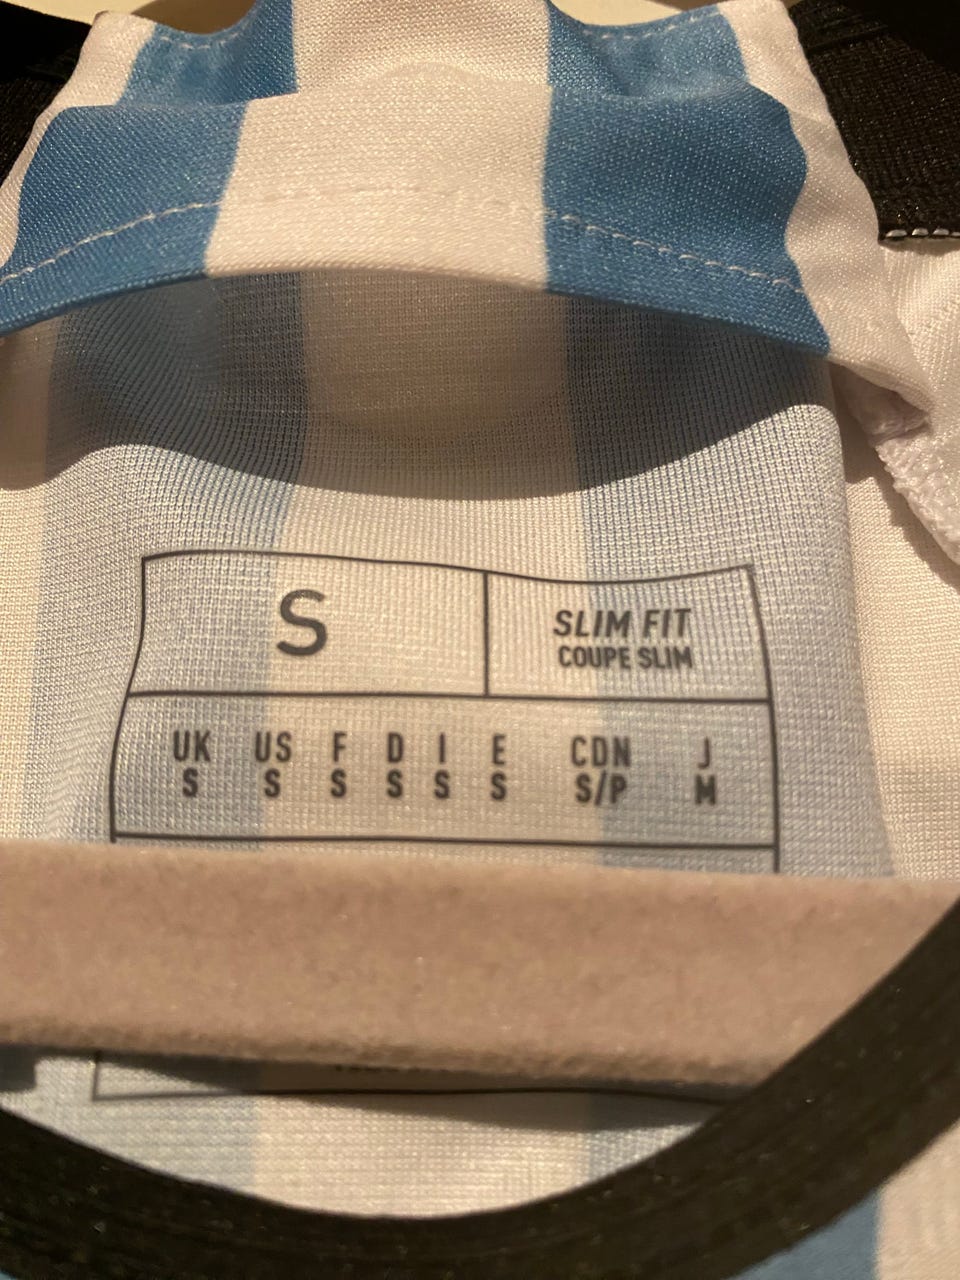 S
SLIM FIT
COUPE SLIM
UK US F D I E CDN J
S S S S S S S/P M